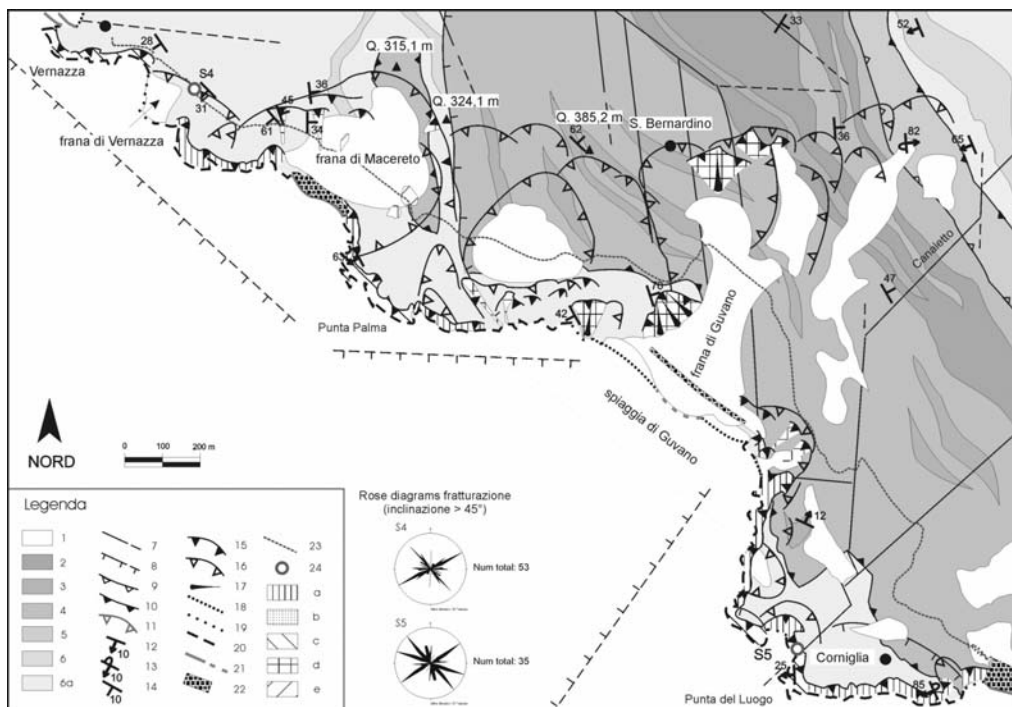 33
52
28
Q. 315,1 m
Vernazza
S4
36
45
Q. 324,1 m
31
Q. 385,2 m
62
S. Bernardino
36
82
65
frana di Vernazza
61
34
frana di Macereto
Canaletto
63
47
70
42
Punta Palma
frana di Guvano
spiaggia di Guvano
NORD
0 100 200 m
12
Legenda
1
2
3
4
5
6
6a
7
8
9
10
11
10
12
10
13
10
14
15
16
17
18
19
20
21
22
23
24
a
b
c
d
e
Rose diagrams fratturazione
(inclinazione > 45°)
S4
Num total: 53
S5
Num total: 35
S5
Corniglia
25
85
Punta del Luogo